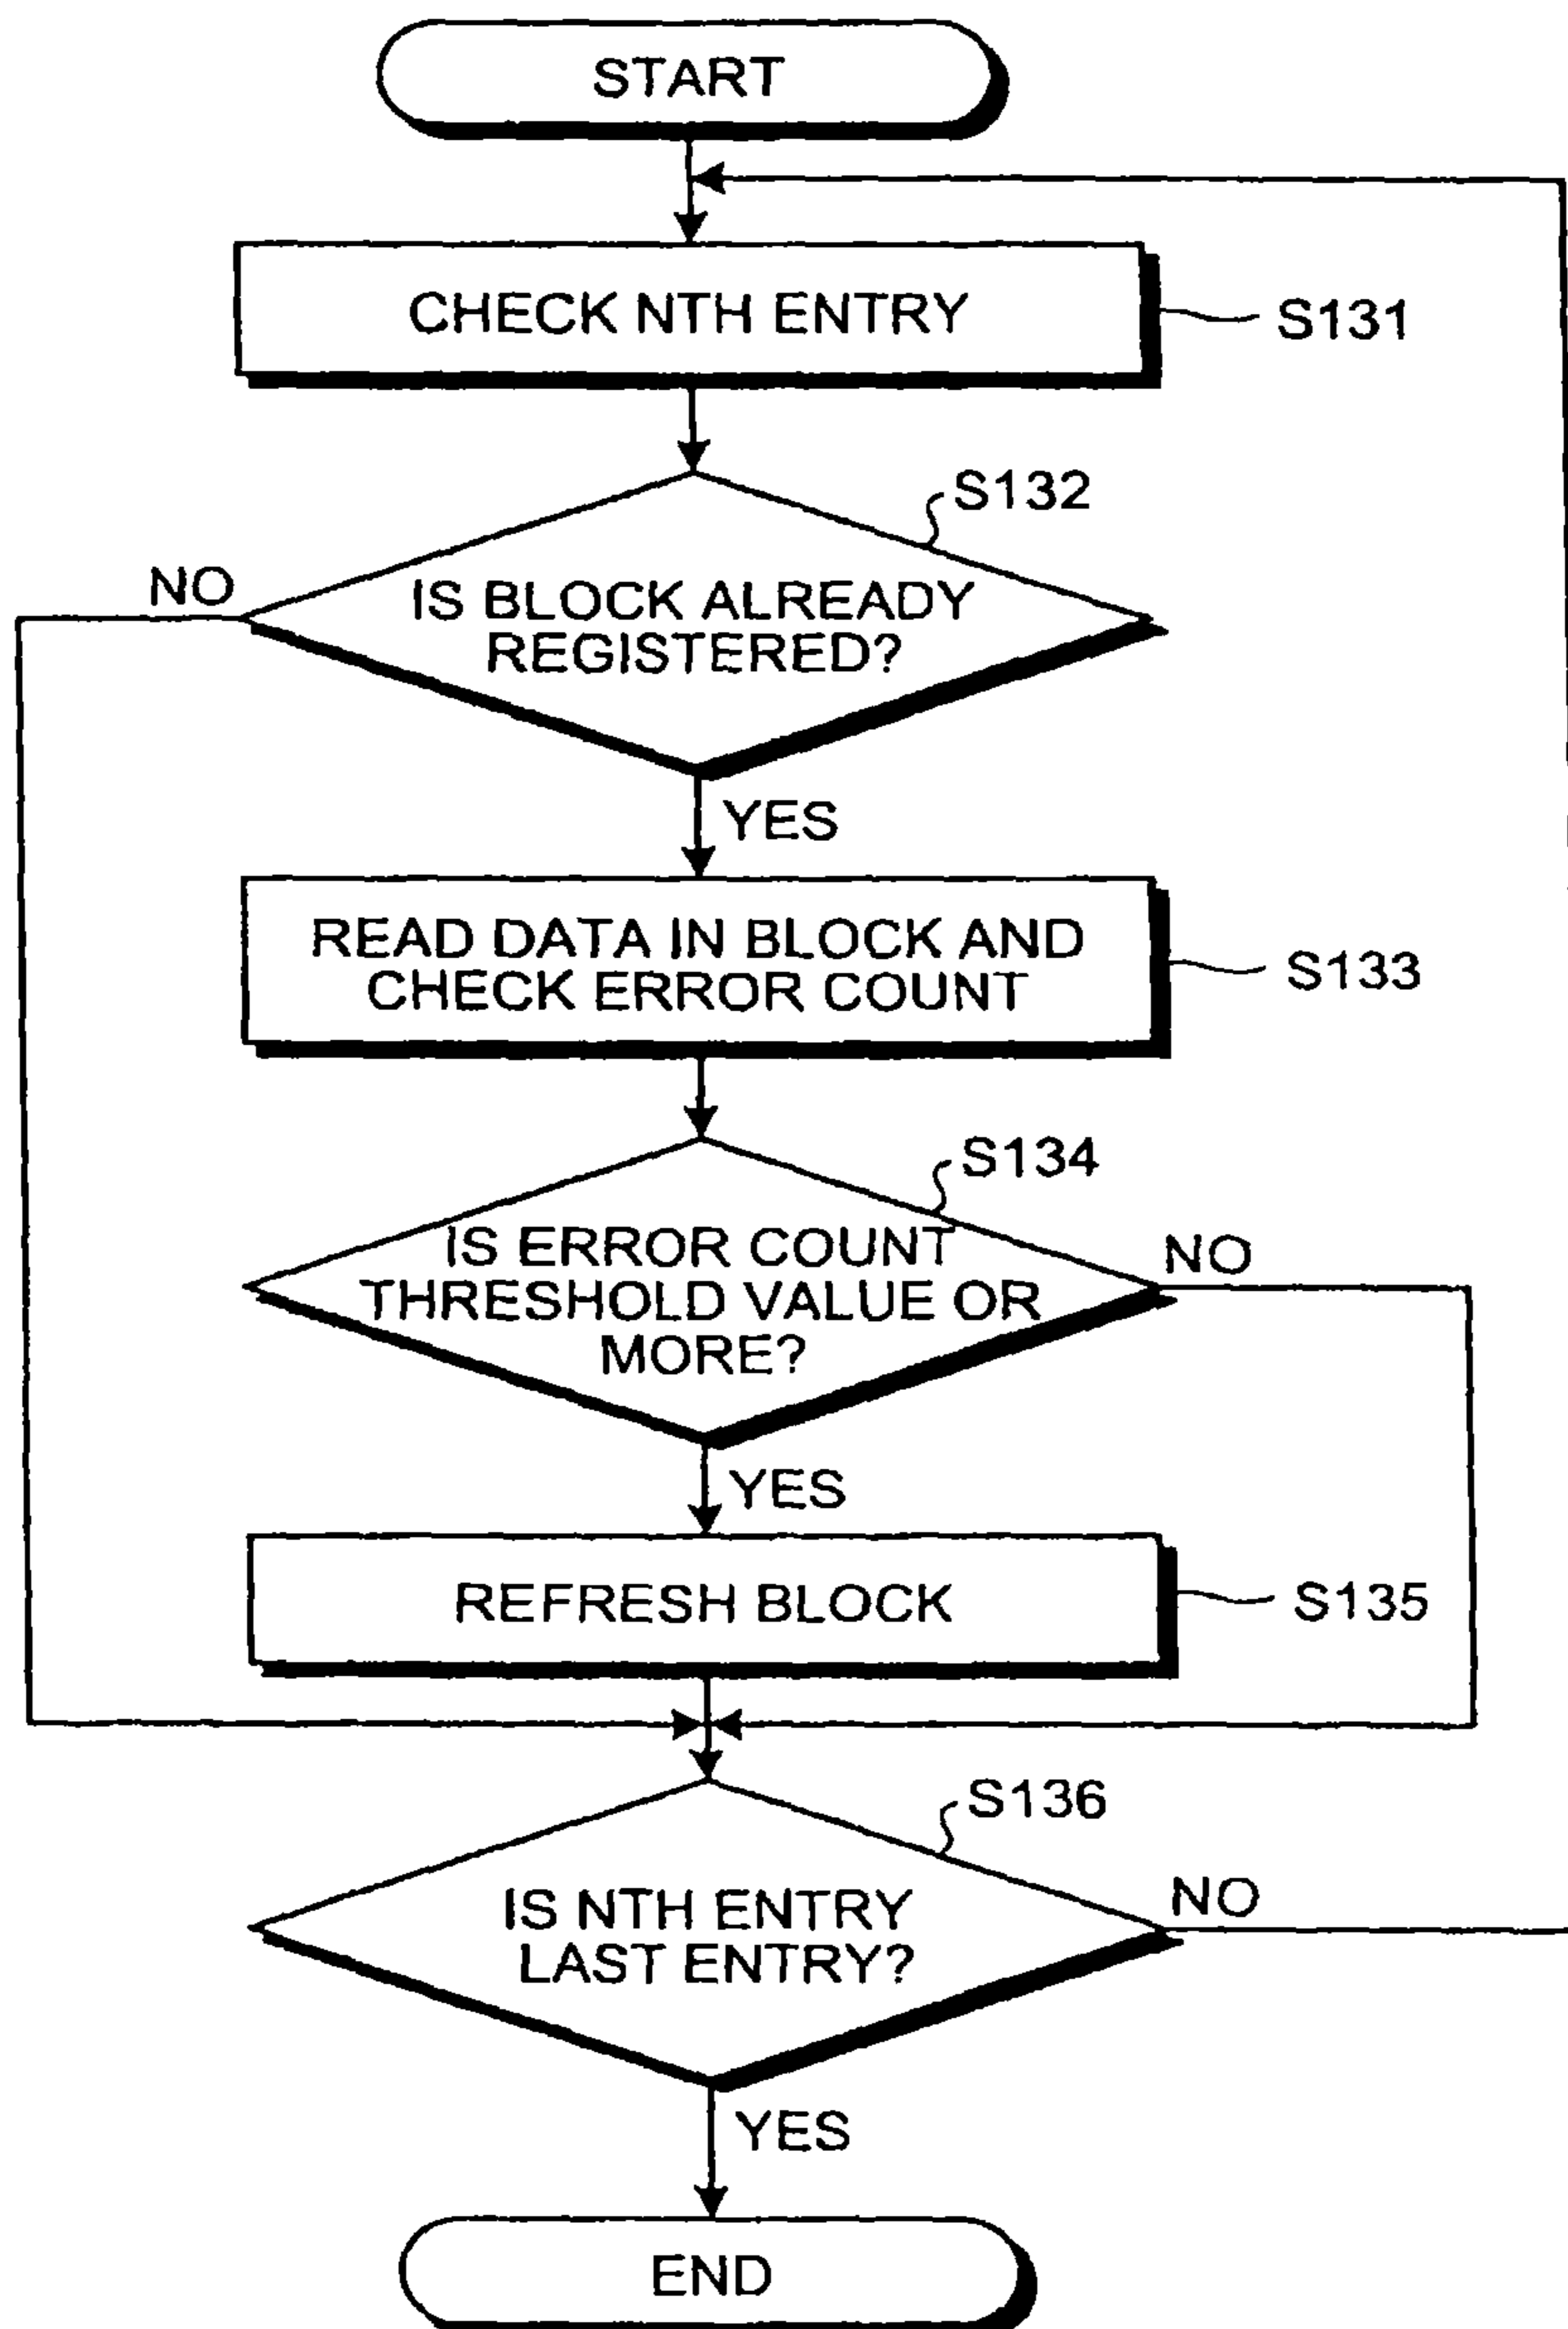 START
CHECK NTH ENTRY
S131
S132
NO
IS BLOCK ALREADY
REGISTERED?
YES
READ DATA IN BLOCK AND
CHECK ERROR COUNT
S133
S134
IS ERROR COUNT
THRESHOLD VALUE OR
MORE?
NO
YES
REFRESH BLOCK
S135
S136
IS NTH ENTRY
LAST ENTRY?
NO
YES
END